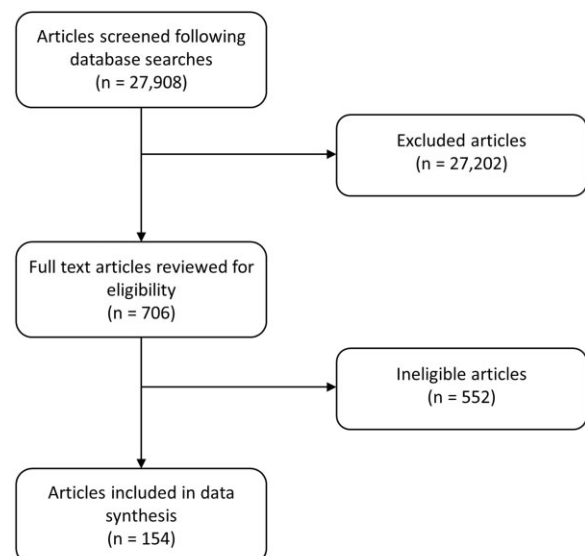 Articles screened following
database searches
(n = 27,908)
Excluded articles
(n = 27,202)
Full text articles reviewed for
eligibility
(n = 706)
Ineligible articles
(n = 552)
Articles included in data
synthesis
(n = 154)